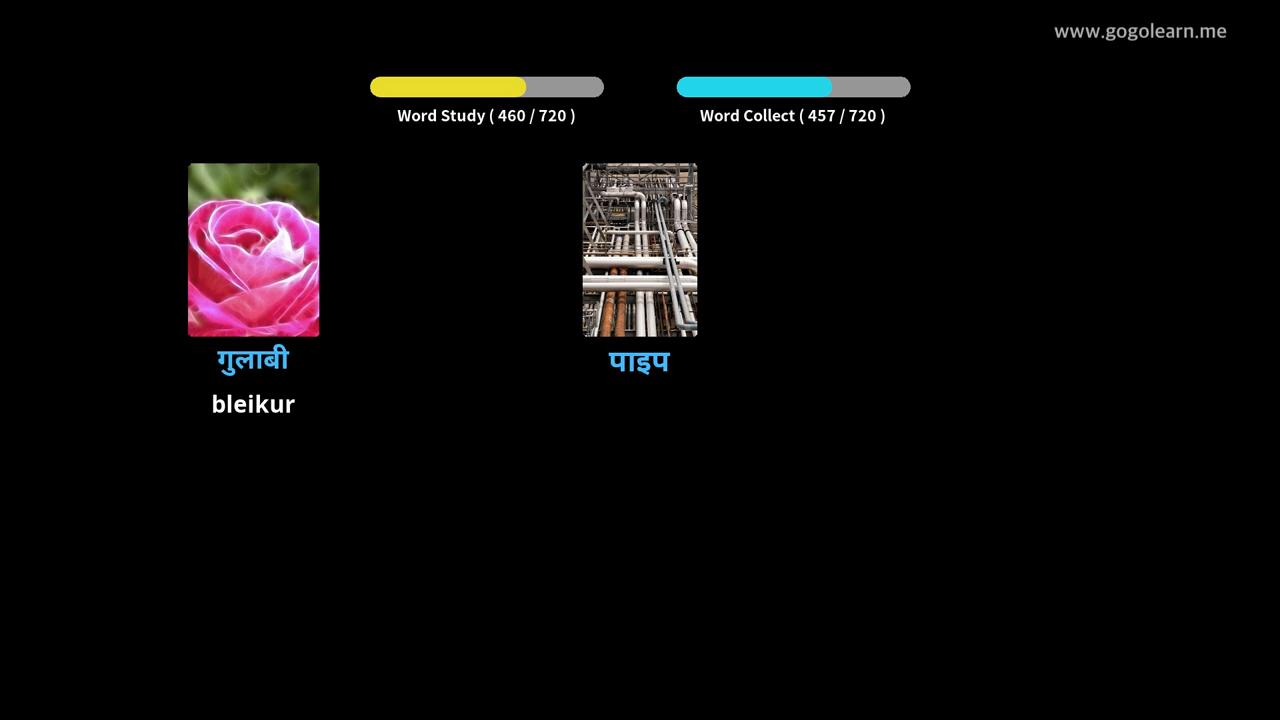 www.gogolearn.me
Word Study ( 460 / 720 )
Word Collect ( 457 / 720 )
गुलाबी
पाइप
bleikur